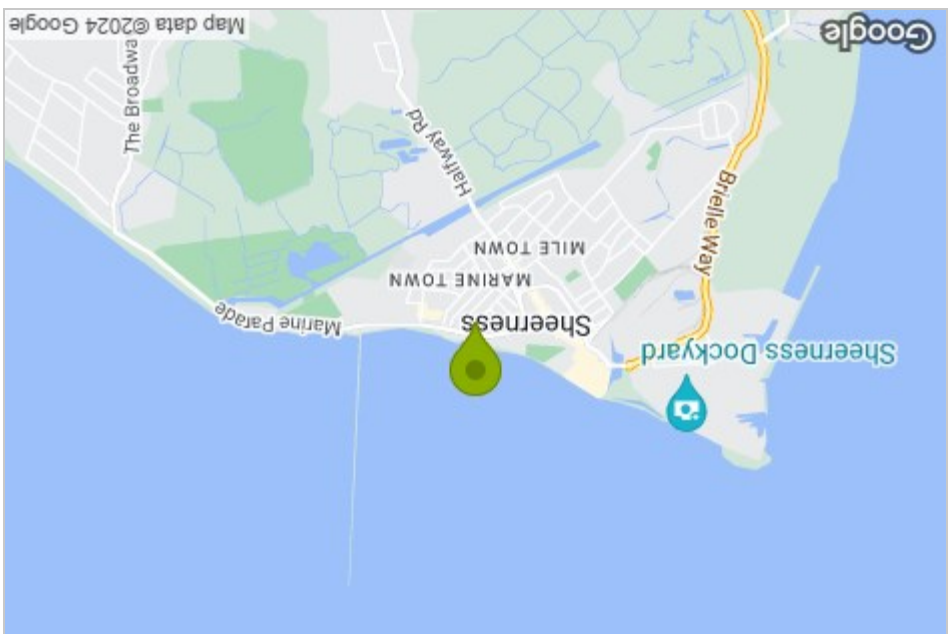 Sheerness Dockyard
Sheerness
Marine Parade
MARINE TOWN
MILE TOWN
Brielle Way
Halfway Rd
The Broadwa
Google
Map data ©2024 Google